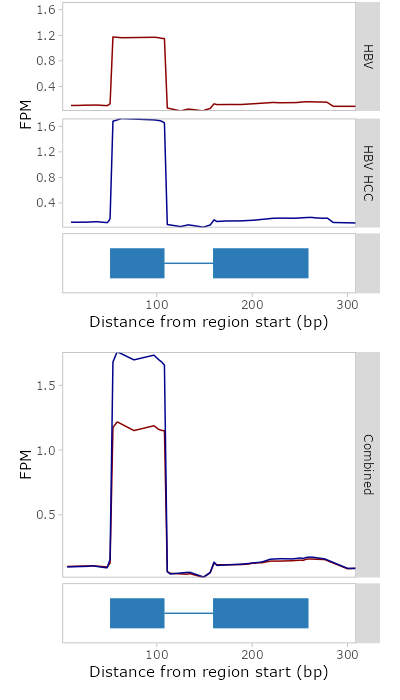 1.6
1.2
0.8
0.4
HBV
FPM
1.6
1.2
0.8
0.4
HBV HCC
100 200 300
Distance from region start (bp)
1.5
1.0
0.5
FPM
Combined
100 200 300
Distance from region start (bp)